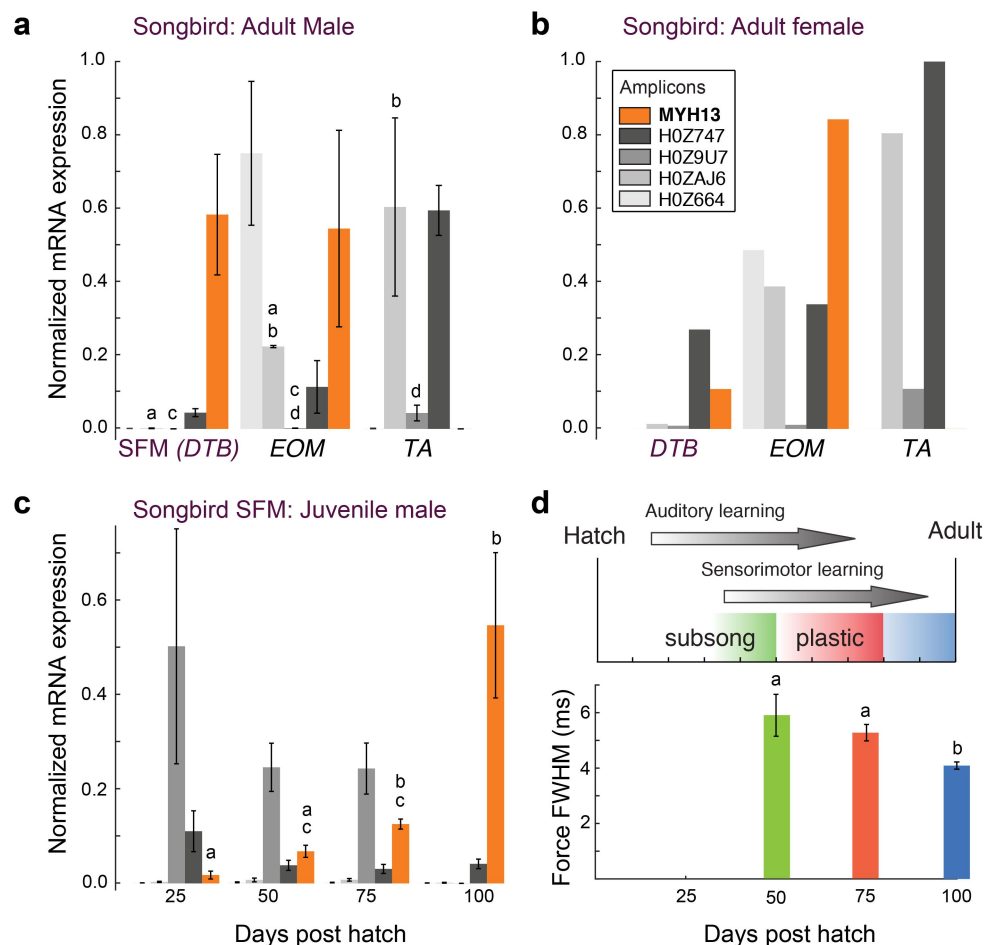 a
Songbird: Adult Male
Normalized mRNA expression
1.0
0.8
0.6
0.4
0.2
0.0
a
c
a
b
c
d
b
d
SFM (DTB)
EOM
TA
b
Songbird: Adult female
1.0
0.8
0.6
0.4
0.2
0.0
Amplicons
MYH13
H0Z747
H0Z9U7
H0ZAJ6
H0Z664
DTB
EOM
TA
c
Songbird SFM: Juvenile male
Normalized mRNA expression
0.6
0.4
0.2
0.0
a
a
c
b
c
b
25
50
75
100
Days post hatch
d
Auditory learning
Hatch
Adult
Sensorimotor learning
subsong
plastic
Force FWHM (ms)
6
4
2
a
a
b
25
50
75
100
Days post hatch